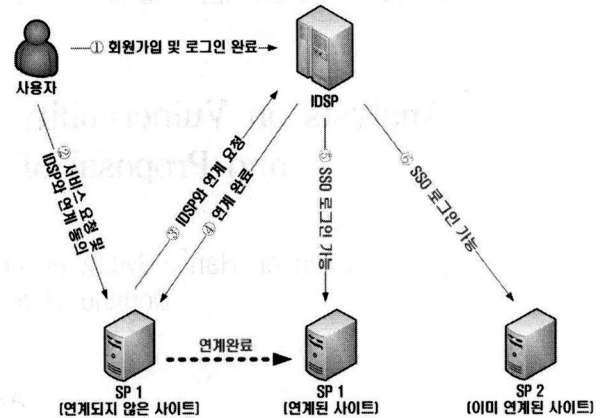 ① 회원가입 및 로그인 완료
사용자
IDSP
② 서비스 요청 및
IDSP와 연계 동의
③ IDSP와 연계 요청
④ 연계 완료
⑤ SSO 로그인 가능
⑥ SSO 로그인 가능
연계완료
SP 1
[연계되지 않은 사이트]
SP 1
[연계된 사이트]
SP 2
[이미 연계된 사이트]